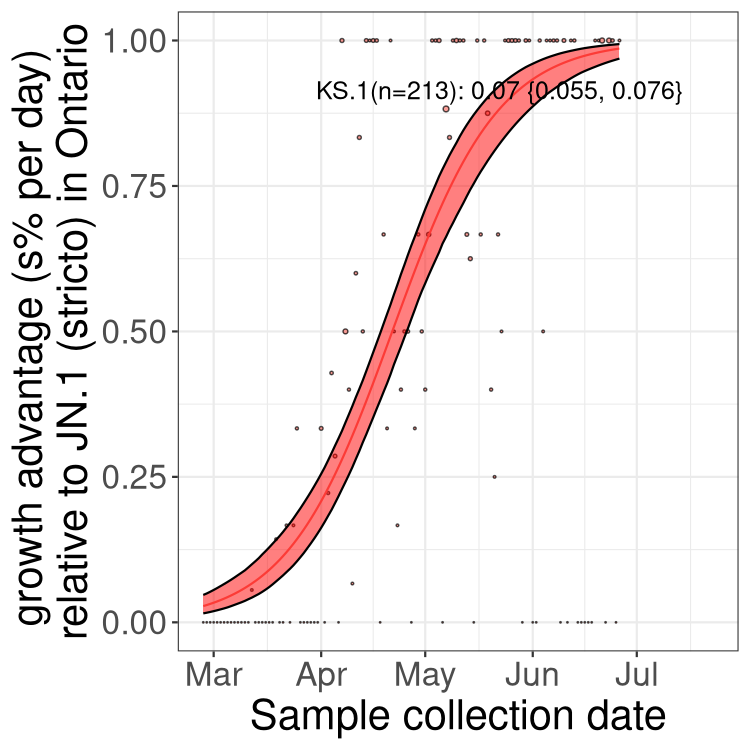 growth advantage (s% per day)
relative to JN.1 (stricto) in Ontario
1.00
0.75
0.50
0.25
0.00
KS.1(n=213): 0.07 {0.055, 0.076}
Mar Apr May Jun Jul
Sample collection date